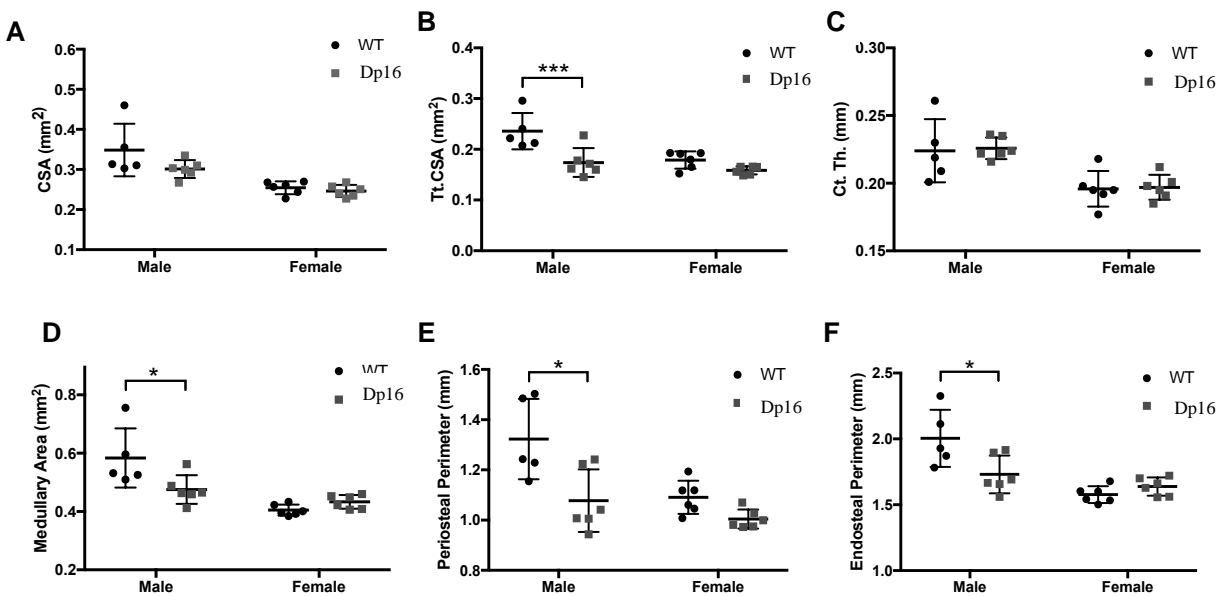 A
CSA (mm²)
0.6
0.5
0.4
0.3
0.2
0.1
WT
Dp16
Male
Female
B
Tt.CSA (mm²)
0.4
0.3
0.2
0.1
0.0
***
WT
Dp16
Male
Female
C
Ct. Th. (mm)
0.30
0.25
0.20
0.15
WT
Dp16
Male
Female
D
Medullary Area (mm²)
0.8
0.6
0.4
0.2
*
WT
Dp16
Male
Female
E
Periosteal Perimeter (mm)
1.6
1.4
1.2
1.0
0.8
*
WT
Dp16
Male
Female
F
Endosteal Perimeter (mm)
2.5
2.0
1.5
1.0
*
WT
Dp16
Male
Female